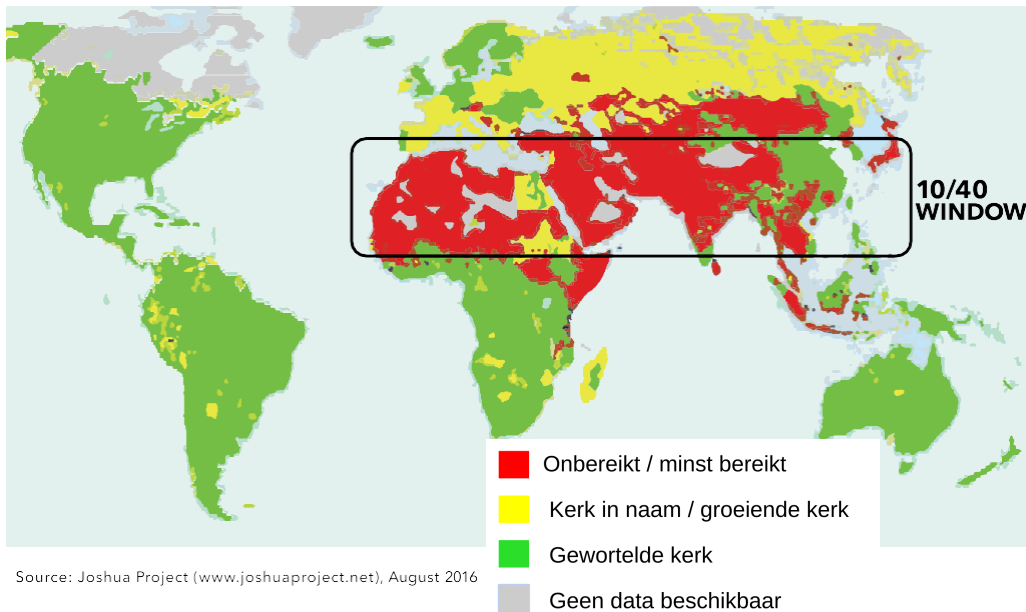 10/40
WINDOW
Onbereikt / minst bereikt
Kerk in naam / groeiende kerk
Gewortelde kerk
Geen data beschikbaar
Source: Joshua Project (www.joshuaproject.net), August 2016